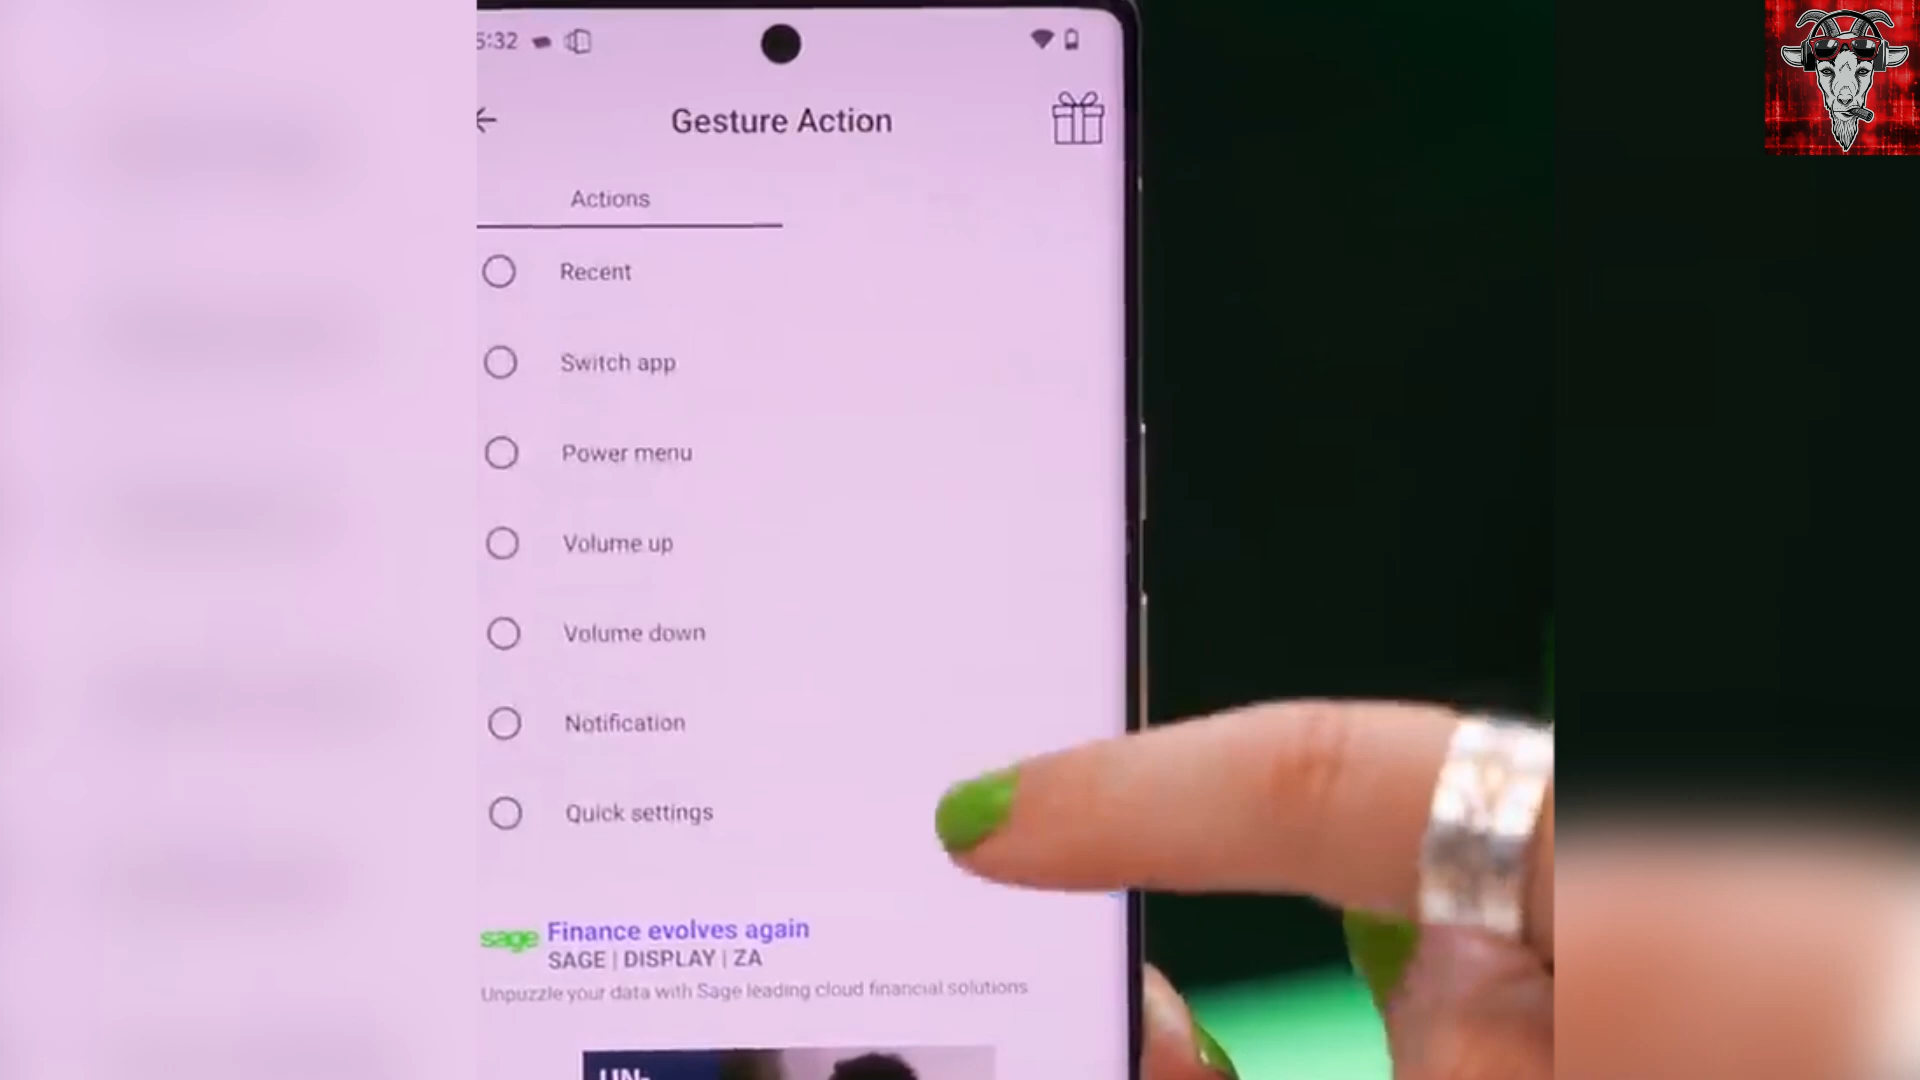 5:32
Gesture Action
Actions
Recent
Switch app
Power menu
Volume up
Volume down
Notification
Quick settings
sage
Finance evolves again
SAGE | DISPLAY | ZA
Unpuzzle your data with Sage leading cloud financial solutions
UN-